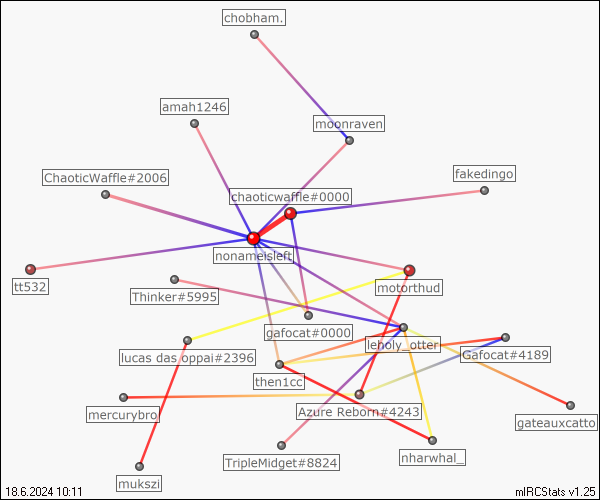 chobham.
amah1246
moonraven
ChaoticWaffle#2006
fakedingo
chaoticwaffle#0000
nonameisleft
tt532
motorthud
Thinker#5995
gafocat#0000
leholy_otter
lucas das oppai#2396
Gafocat#4189
then1cc
mercurybro
Azure Reborn#4243
gateauxcatto
TripleMidget#8824
nharwhal_
mukszi
18.6.2024 10:11
mIRCStats v1.25